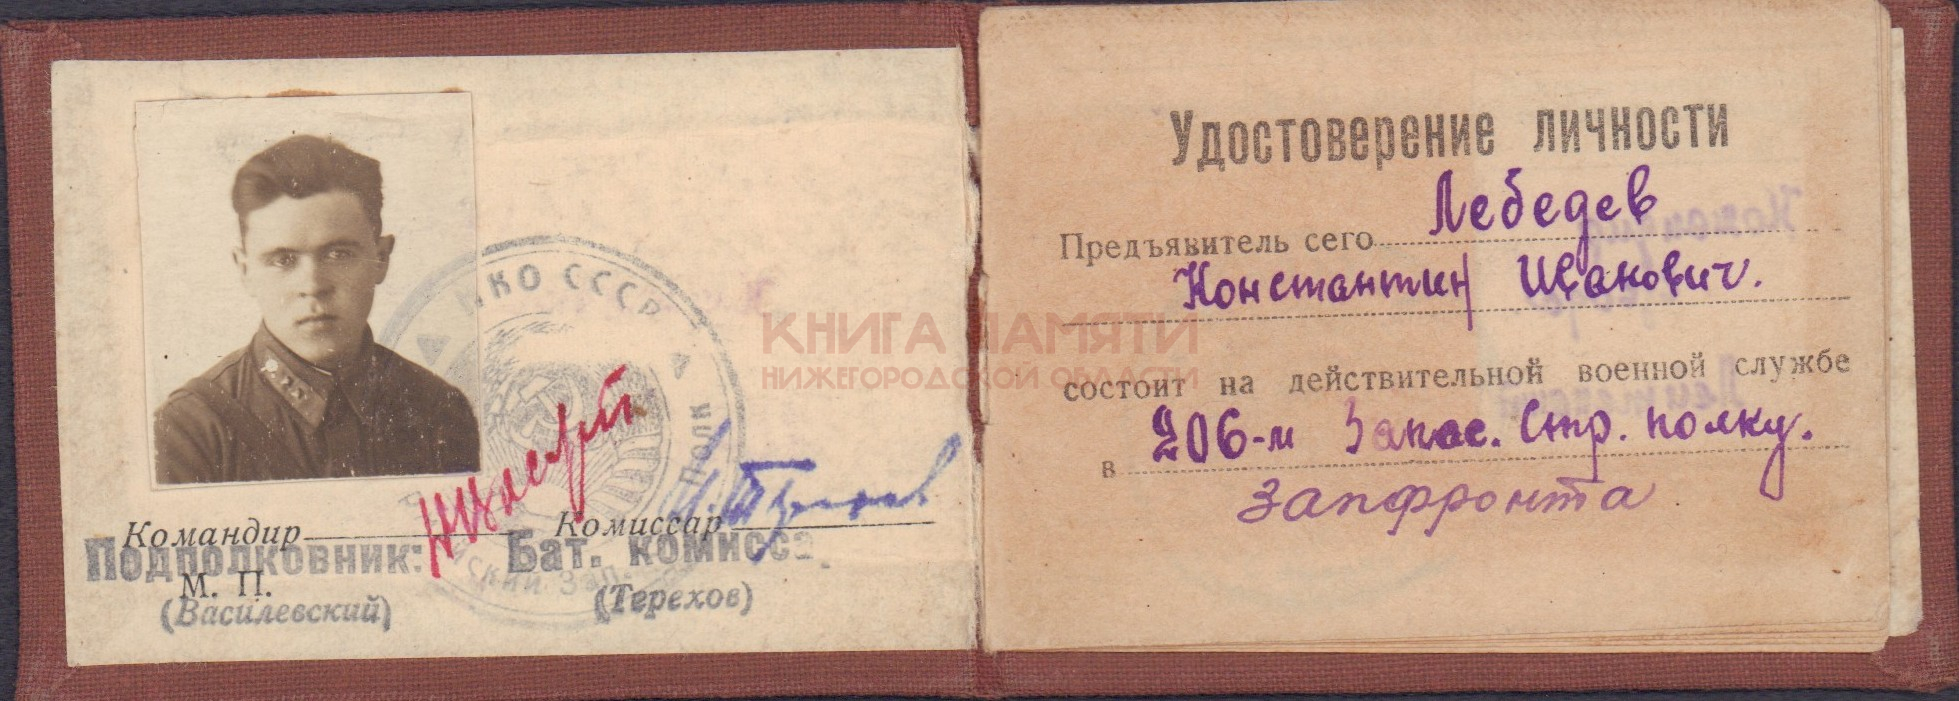 НКО СССР
ПОЛК
Командир
Комиссар
Подполковник:
Бат. комисса
М. П.
(Василевский)
(Терехов)
КНИГА ПАМЯТИ
НИЖЕГОРОДСКОЙ ОБЛАСТИ
Удостоверение личности
Предъявитель сего Лебедев
Константин Иванович.
состоит на действительной военной службе
в 206-м Запас. Стр. полку.
Запфронта